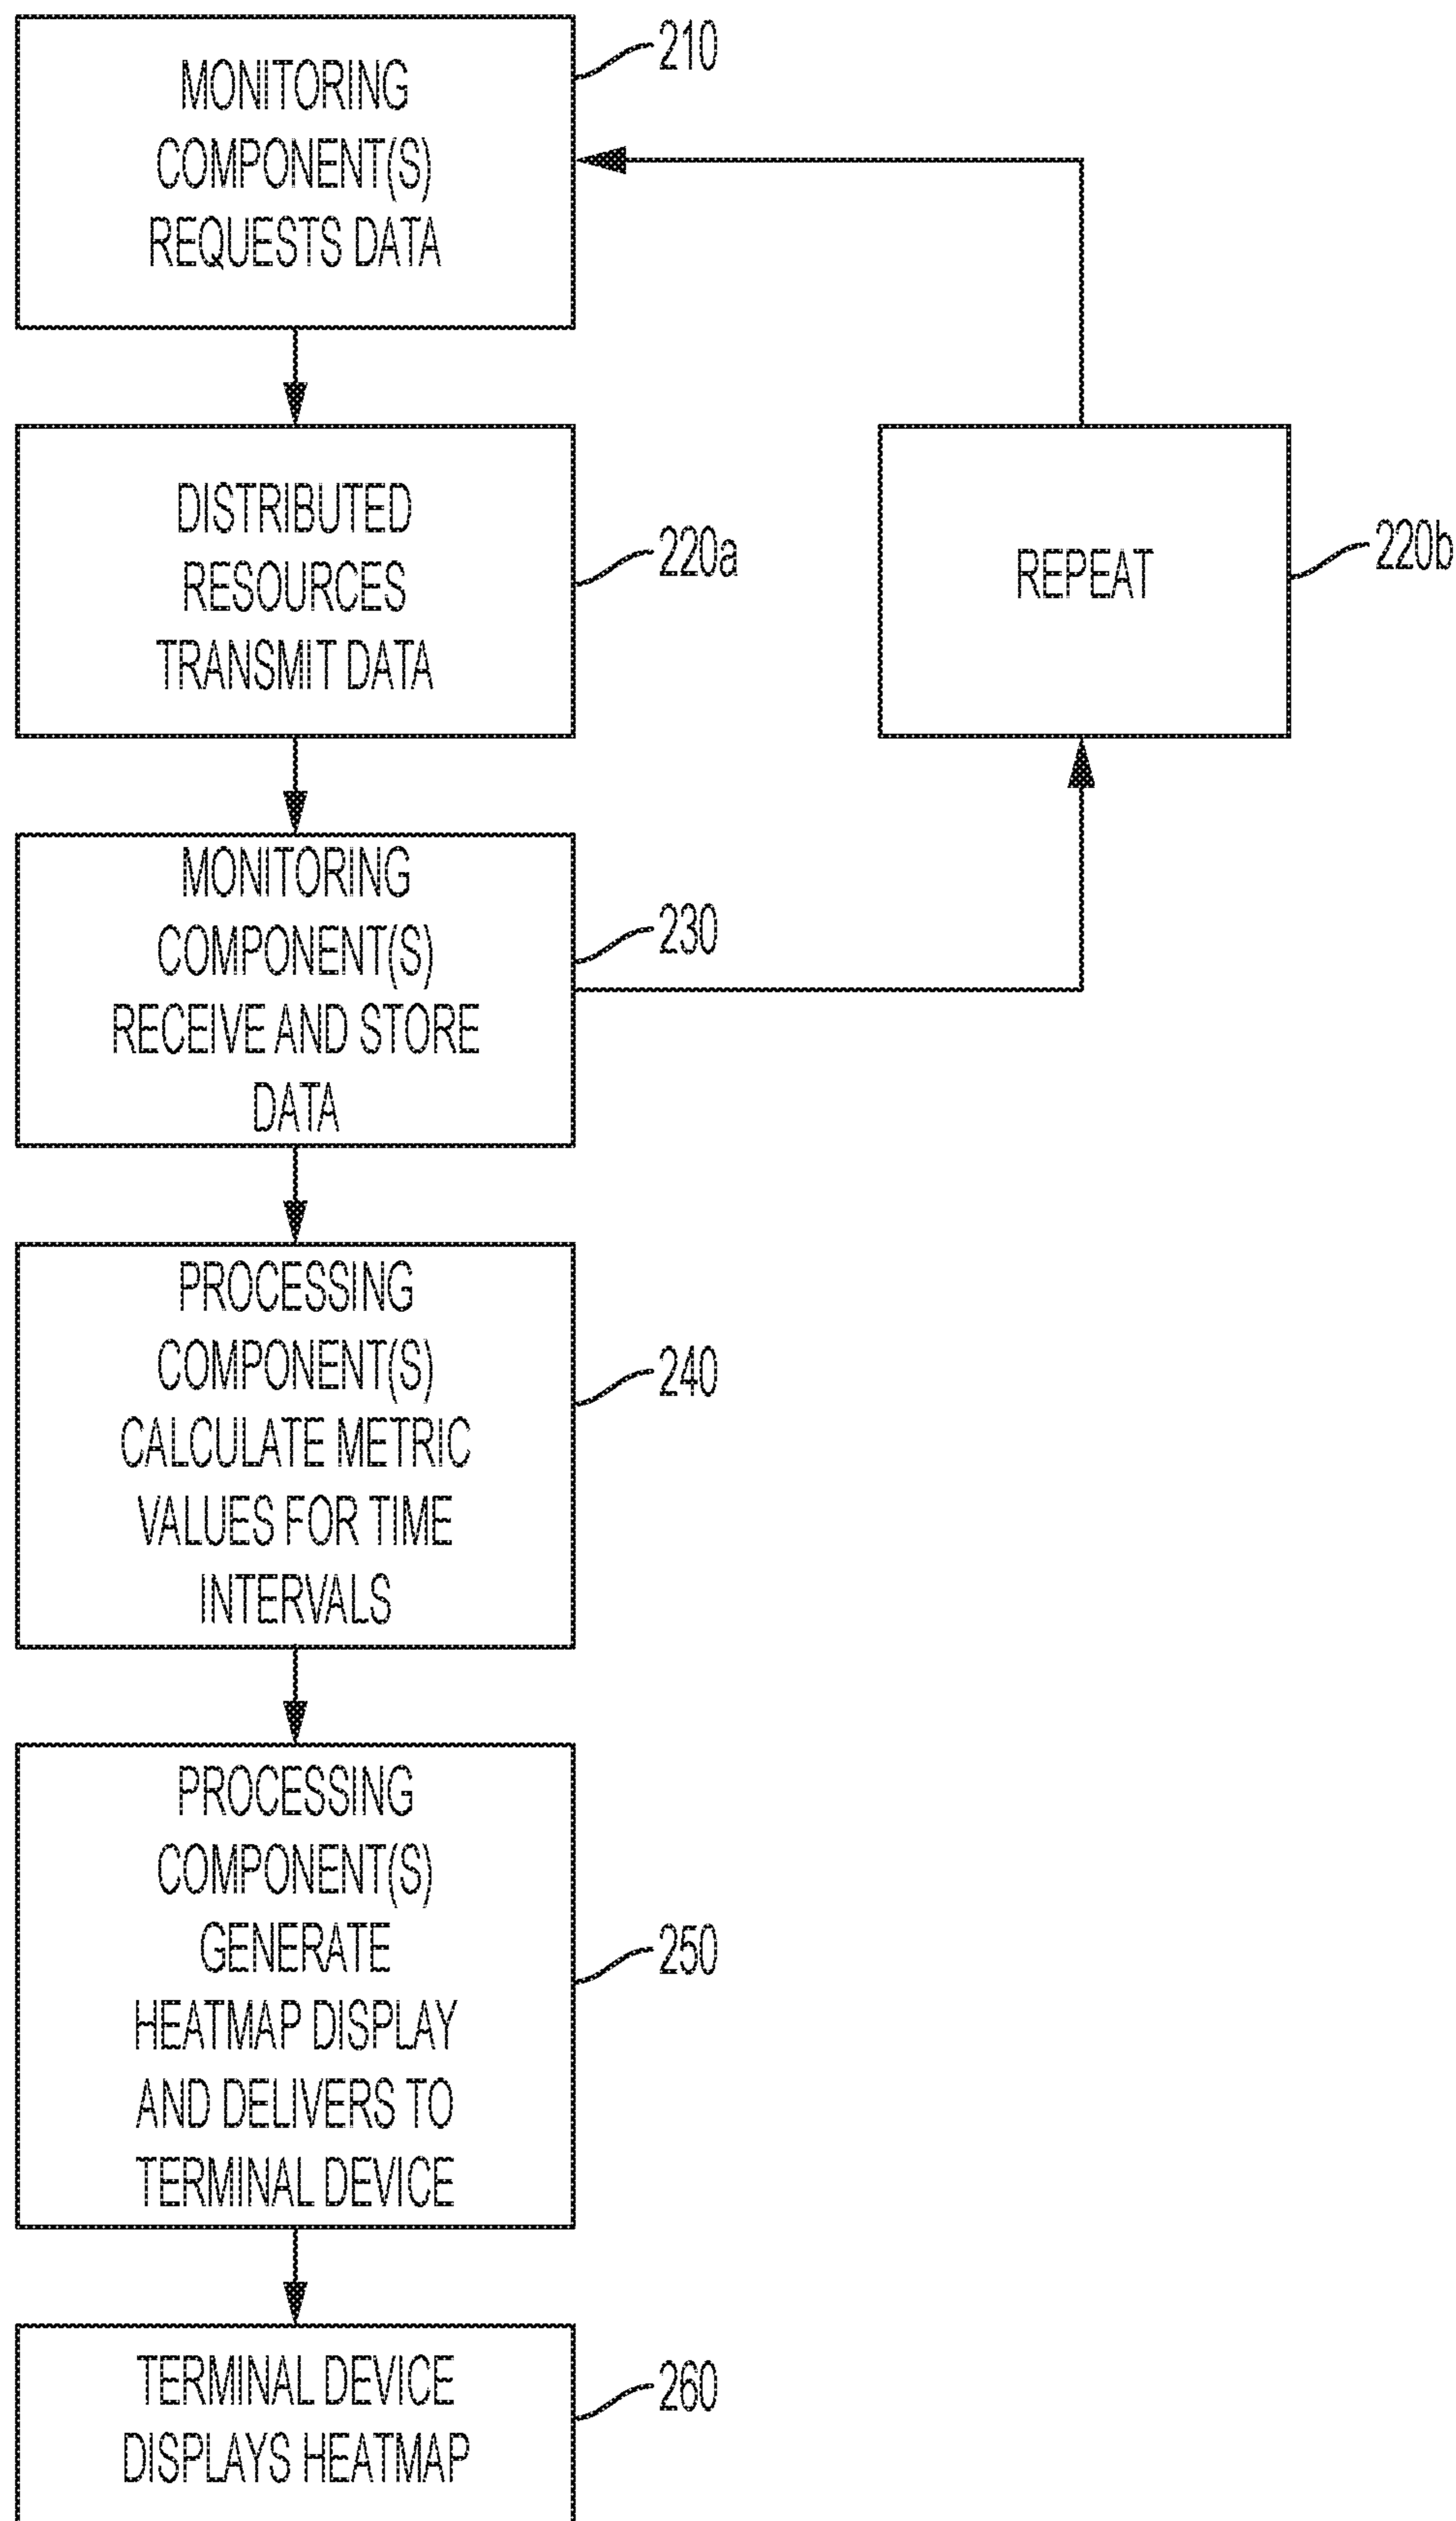 MONITORING
COMPONENT(S)
REQUESTS DATA
210
DISTRIBUTED
RESOURCES
TRANSMIT DATA
220a
REPEAT
220b
MONITORING
COMPONENT(S)
RECEIVE AND STORE
DATA
230
PROCESSING
COMPONENT(S)
CALCULATE METRIC
VALUES FOR TIME
INTERVALS
240
PROCESSING
COMPONENT(S)
GENERATE
HEATMAP DISPLAY
AND DELIVERS TO
TERMINAL DEVICE
250
TERMINAL DEVICE
DISPLAYS HEATMAP
260